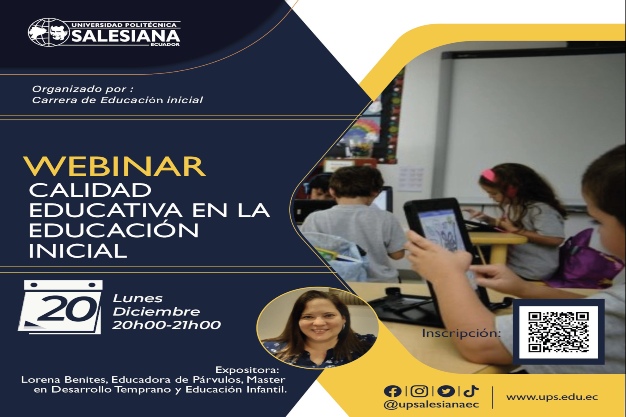 UNIVERSIDAD POLITÉCNICA
SALESIANA
ECUADOR
Organizado por :
Carrera de Educación inicial
WEBINAR
CALIDAD
EDUCATIVA EN LA
EDUCACIÓN
INICIAL
20
Lunes
Diciembre
20h00-21h00
Expositora:
Lorena Benites, Educadora de Párvulos, Master
en Desarrollo Temprano y Educación Infantil.
Inscripción:
@upsalesianaec
www.ups.edu.ec